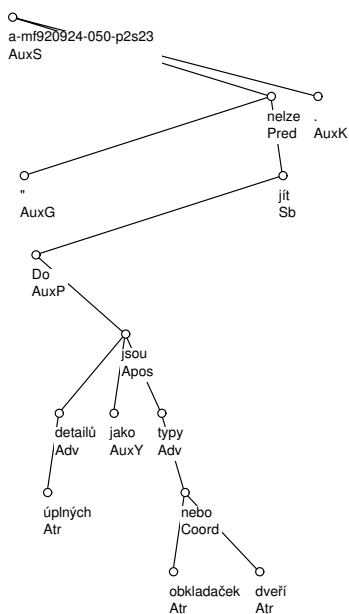 a-mf920924-050-p2s23
AuxS
nelze .
Pred AuxK
" jít
AuxG Sb
Do
AuxP
jsou
Apos
detailů jako typy
Adv AuxY Adv
úplných nebo
Atr Coord
obkladaček dveří
Atr Atr